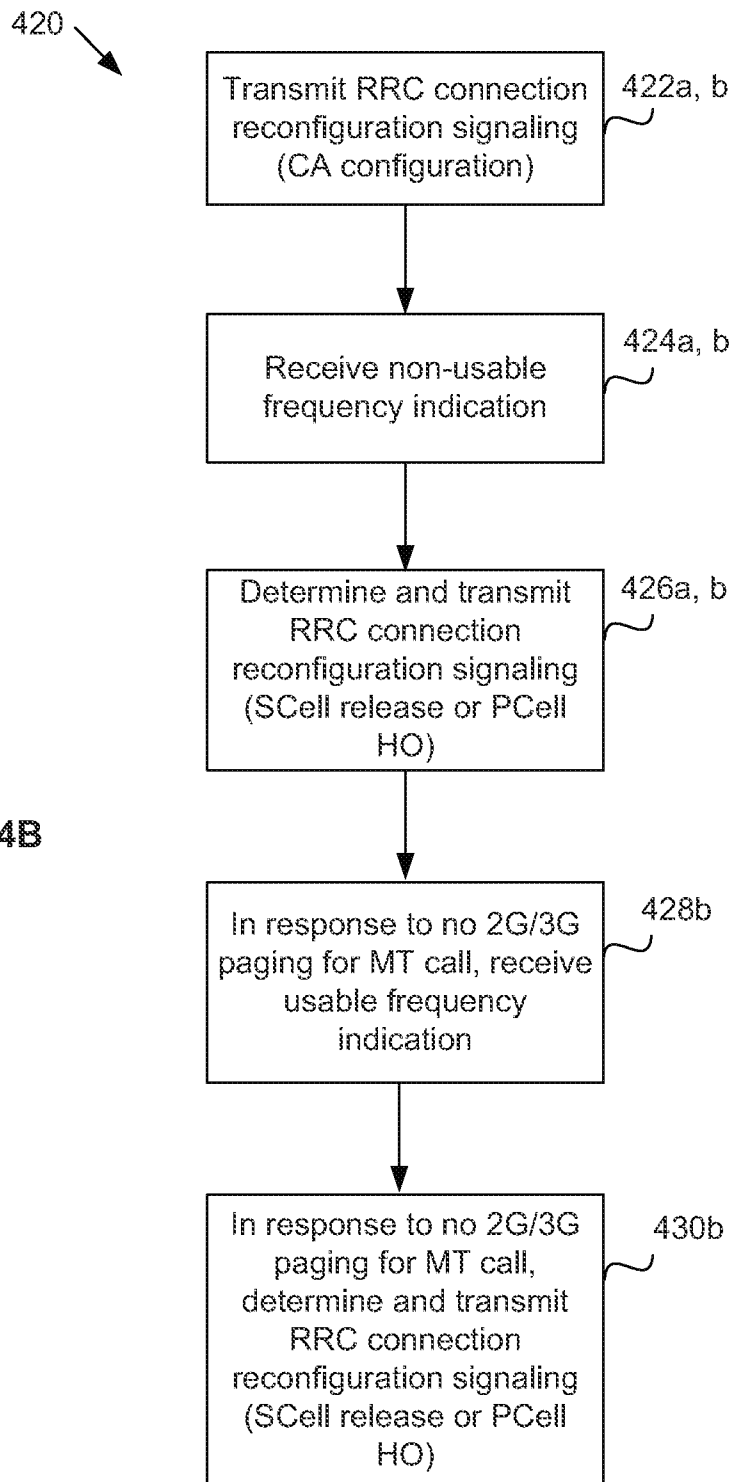 420
Transmit RRC connection
reconfiguration signaling
(CA configuration)
422a, b
Receive non-usable
frequency indication
424a, b
Determine and transmit
RRC connection
reconfiguration signaling
(SCell release or PCell
HO)
426a, b
4B
In response to no 2G/3G
paging for MT call, receive
usable frequency
indication
428b
In response to no 2G/3G
paging for MT call,
determine and transmit
RRC connection
reconfiguration signaling
(SCell release or PCell
HO)
430b